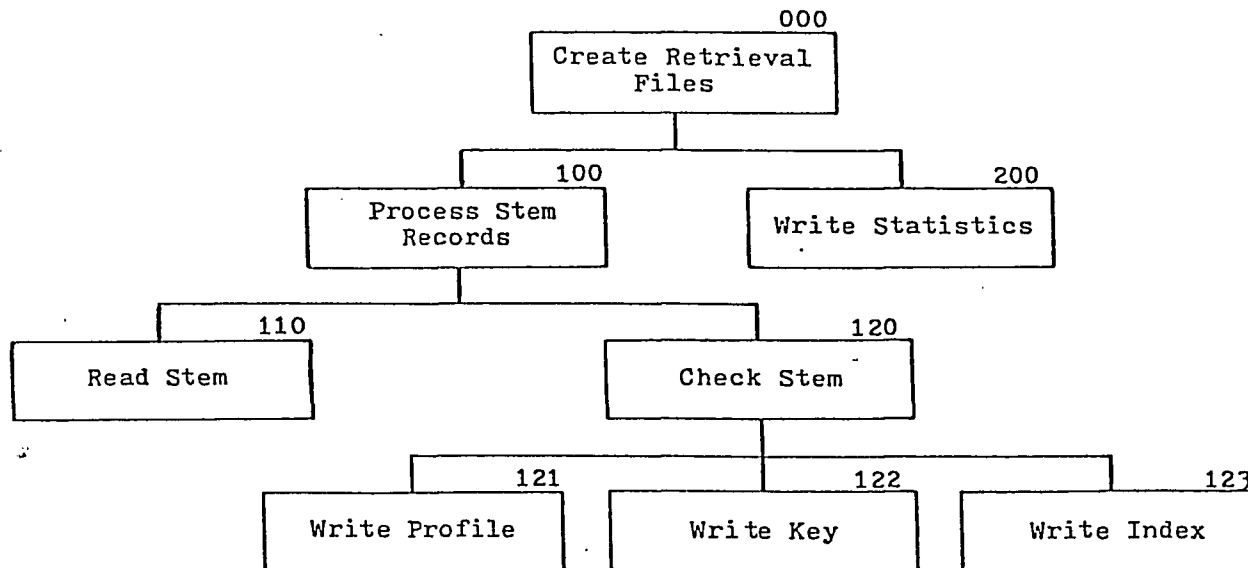 000
Create Retrieval
Files
100
Process Stem
Records
200
Write Statistics
110
Read Stem
120
Check Stem
121
Write Profile
122
Write Key
123
Write Index